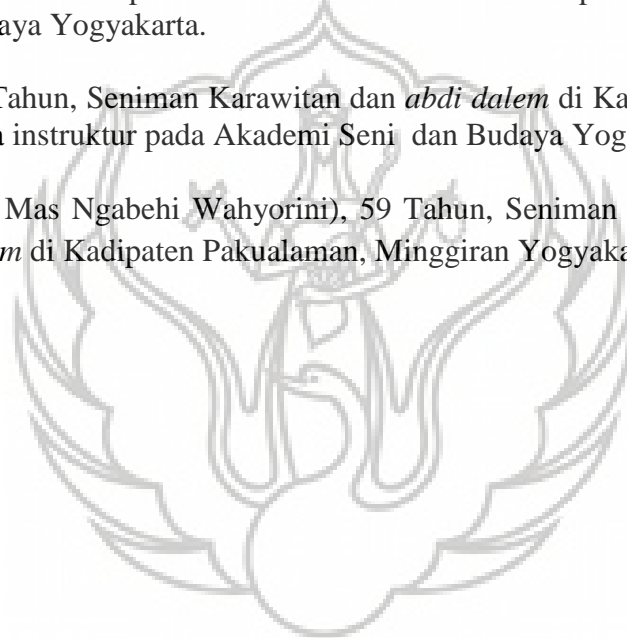 aya Yogyakarta.
Tahun, Seniman Karawitan dan abdi dalem di Ka
instruktur pada Akademi Seni dan Budaya Yog
Mas Ngabehi Wahyorini), 59 Tahun, Seniman
m di Kadipaten Pakualaman, Minggiran Yogyaka